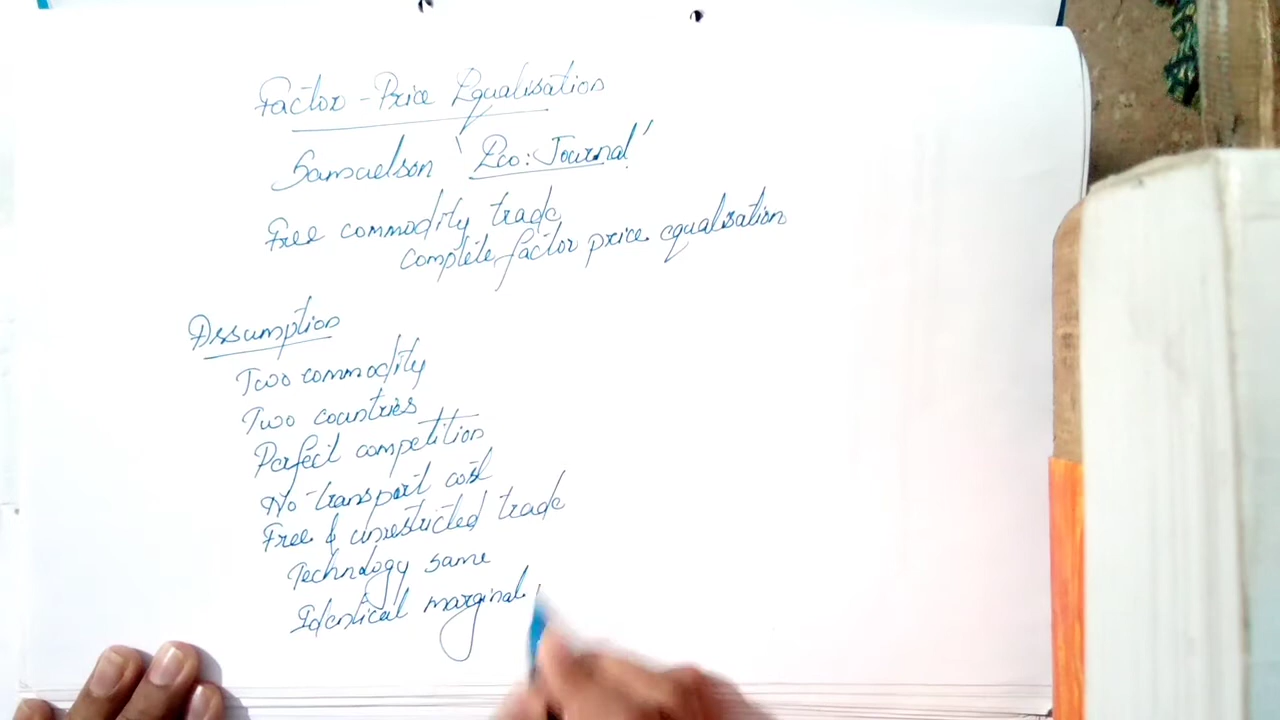 Factor-Price Equalisation
Samuelson 'Eco: Journal'
Free commodity trade
complete factor price equalisation
Assumption
Two commodity
Two countries
Perfect competition
No transport cost
Free & unrestricted trade
Technology same
Identical marginal